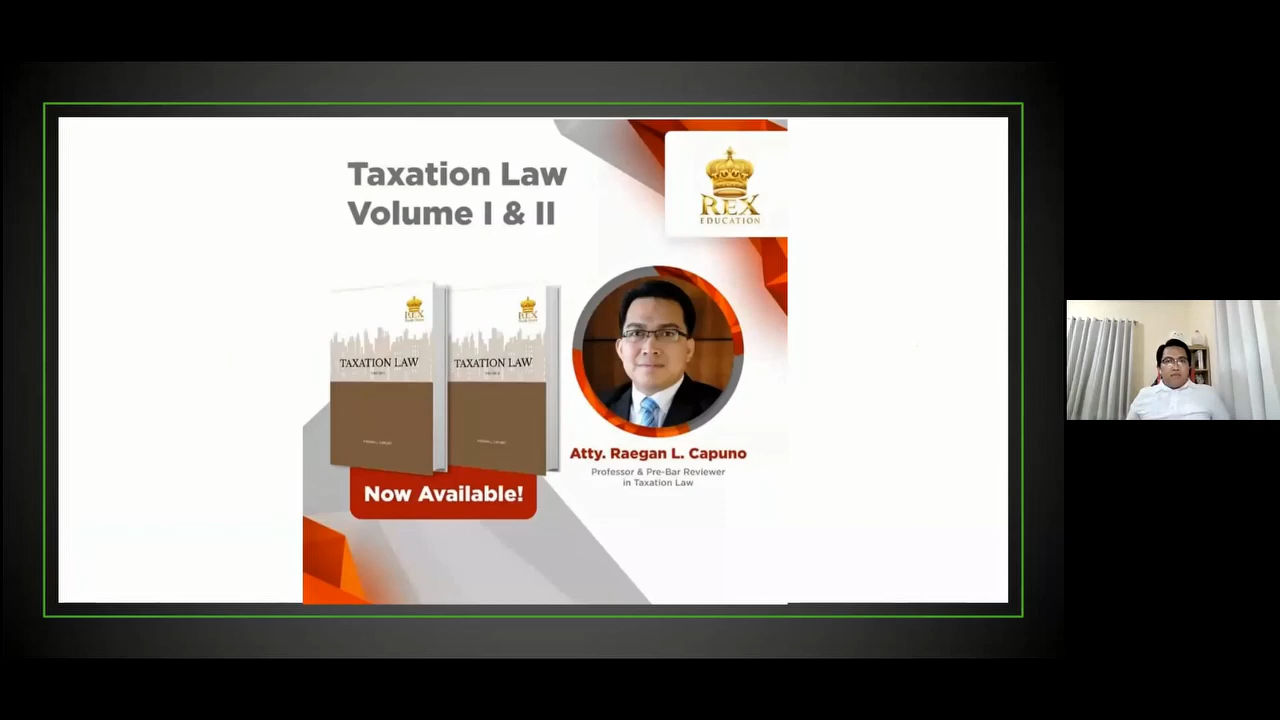 Taxation Law
Volume I & II
REX
EDUCATION
REX
TAXATION LAW
REX
TAXATION LAW
Now Available!
Atty. Raegan L. Capuno
Professor & Pre-Bar Reviewer
in Taxation Law